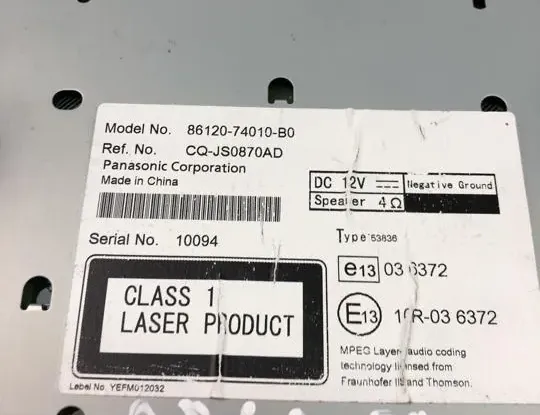 Model No. 86120-74010-B0
Ref. No. CQ-JS0870AD
Panasonic Corporation
Made in China
DC 12V Negative Ground
Speaker 4Ω
Serial No. 10094
Type 53836
e13 03 6372
CLASS 1
LASER PRODUCT
E13 10R-03 6372
MPEG Layer audio coding
technology licensed from
Fraunhofer IIS and Thomson.
Label No. YEFM012032